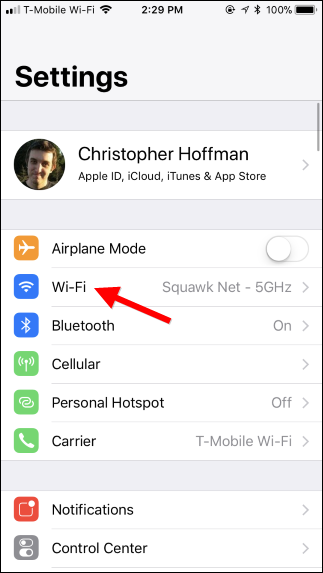 T-Mobile Wi-Fi 2:29 PM 100%
Settings
Christopher Hoffman
Apple ID, iCloud, iTunes & App Store
Airplane Mode
Wi-Fi Squawk Net - 5GHz
Bluetooth On
Cellular
Personal Hotspot Off
Carrier T-Mobile Wi-Fi
Notifications
Control Center